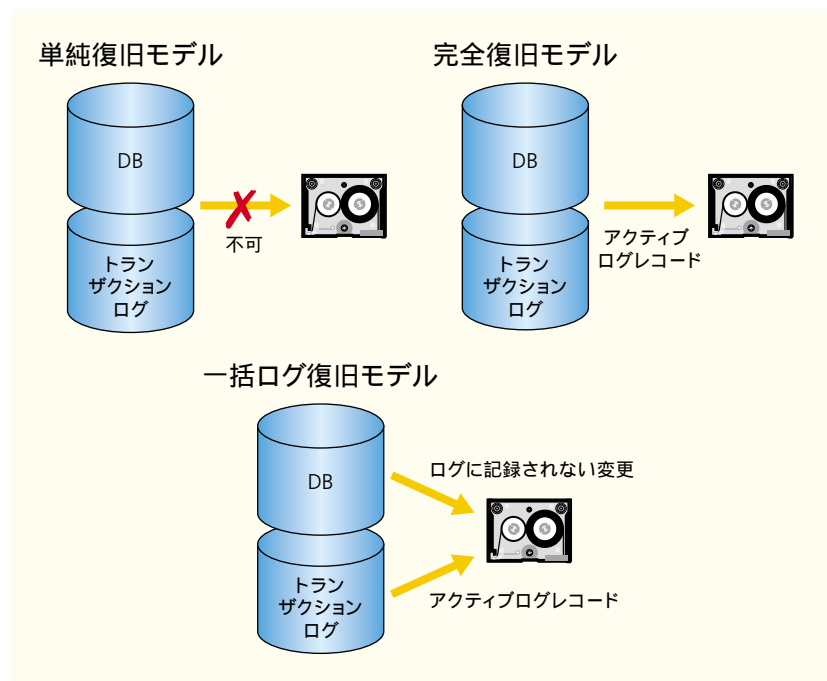 単純復旧モデル
DB
トラン
ザクション
ログ
不可
完全復旧モデル
DB
トラン
ザクション
ログ
アクティブ
ログレコード
一括ログ復旧モデル
DB
トラン
ザクション
ログ
ログに記録されない変更
アクティブログレコード